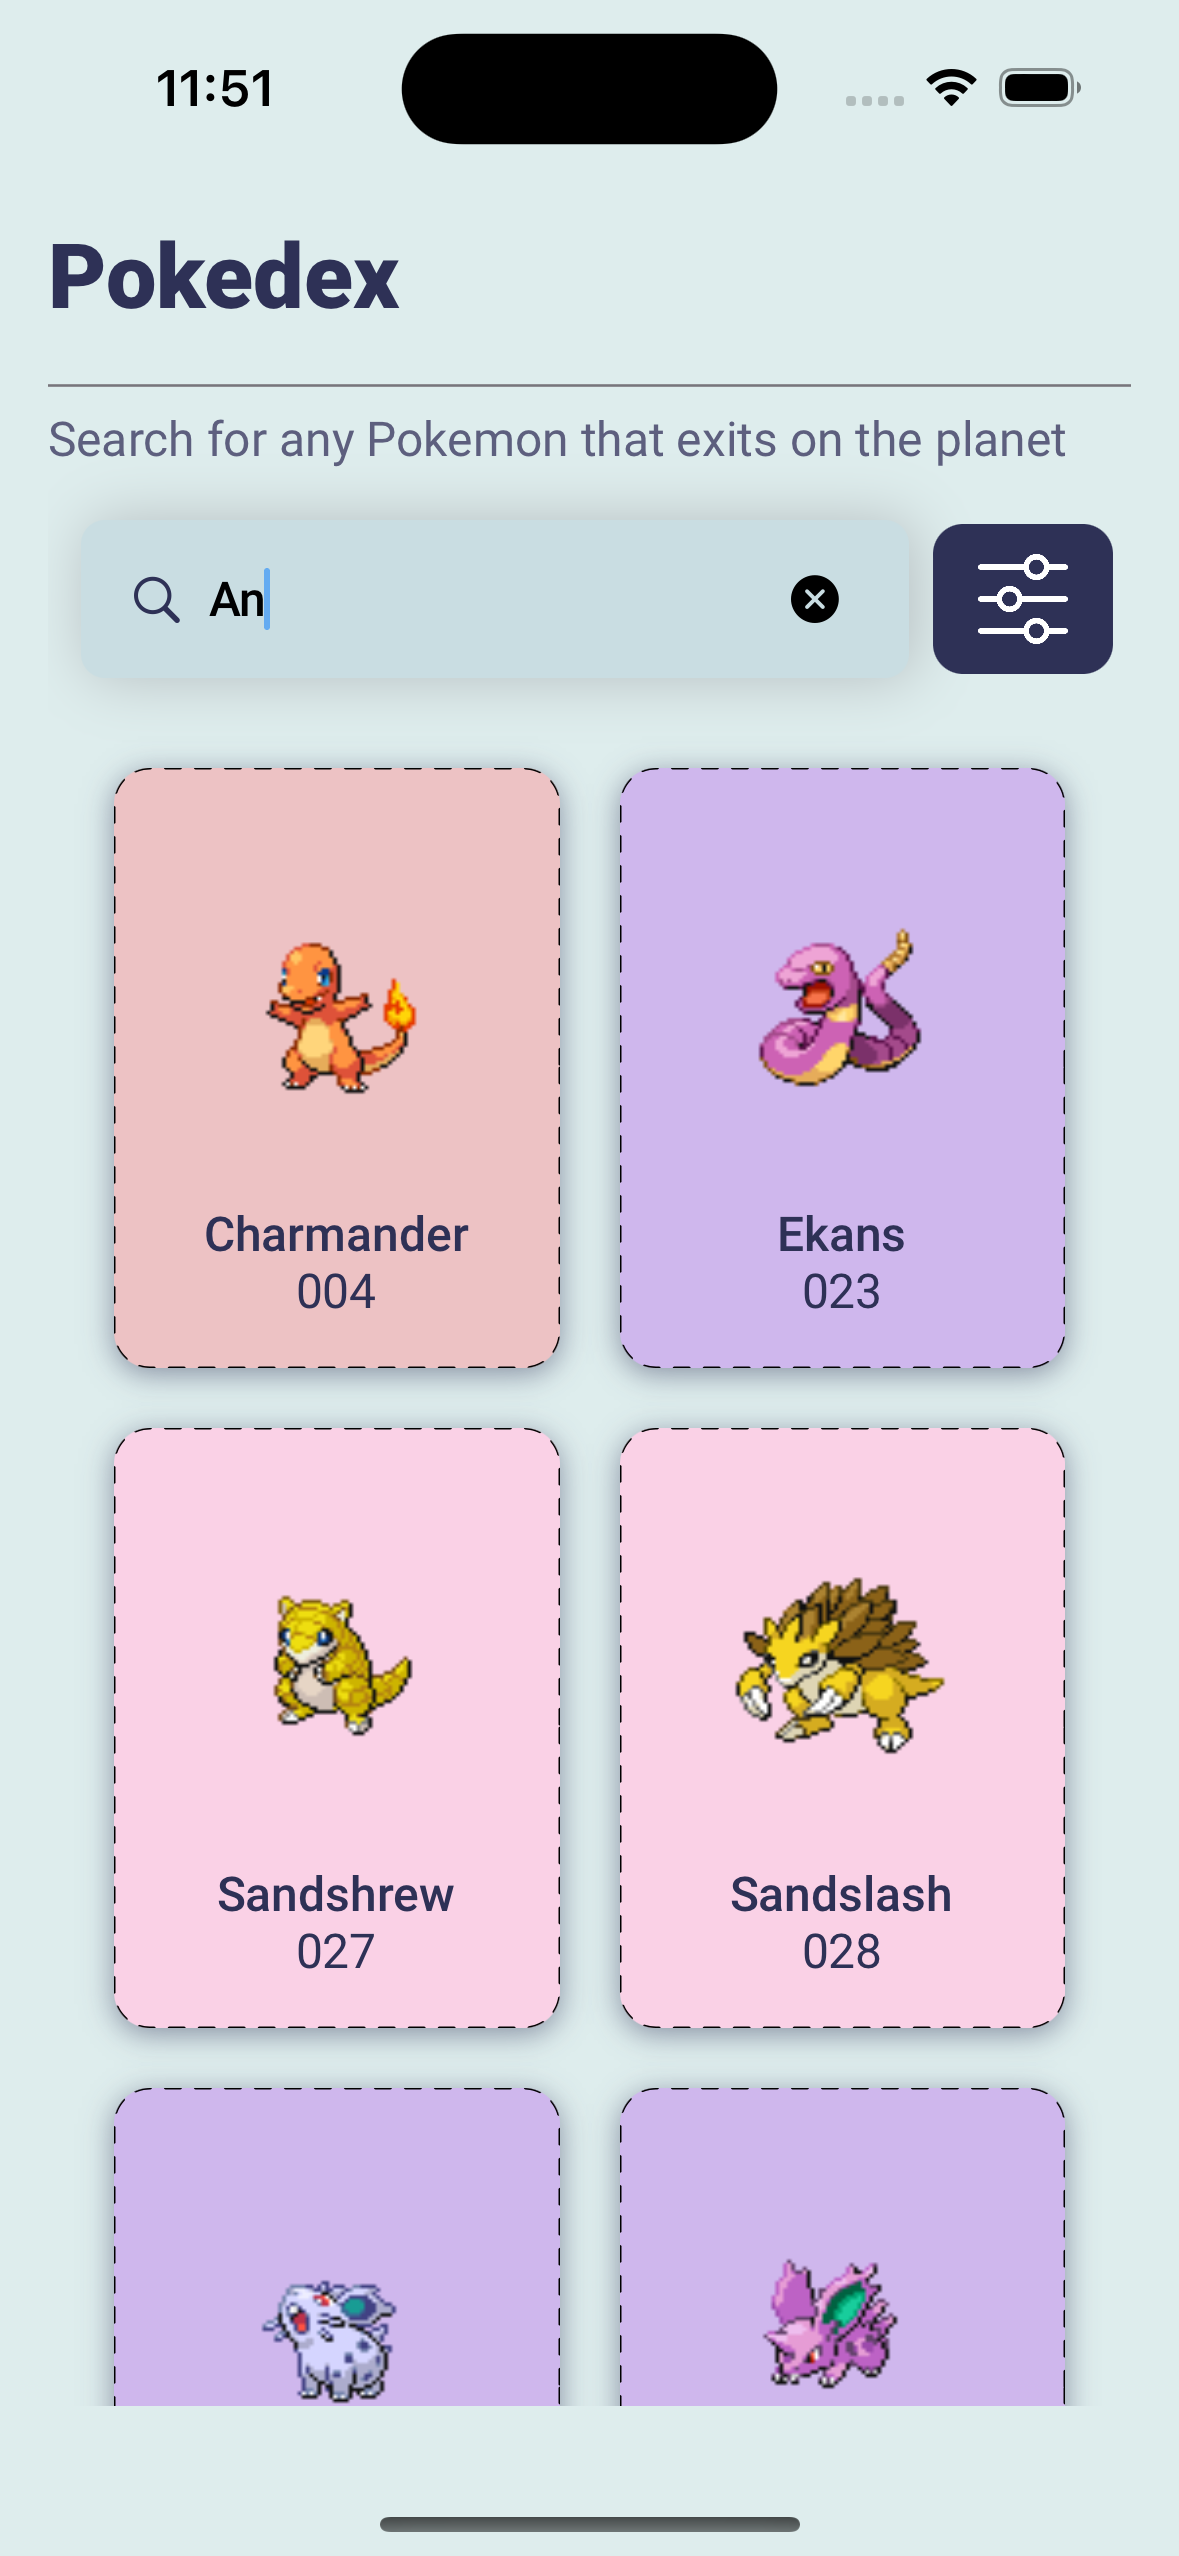 11:51
Pokedex
Search for any Pokemon that exits on the planet
An
Charmander
004
Ekans
023
Sandshrew
027
Sandslash
028